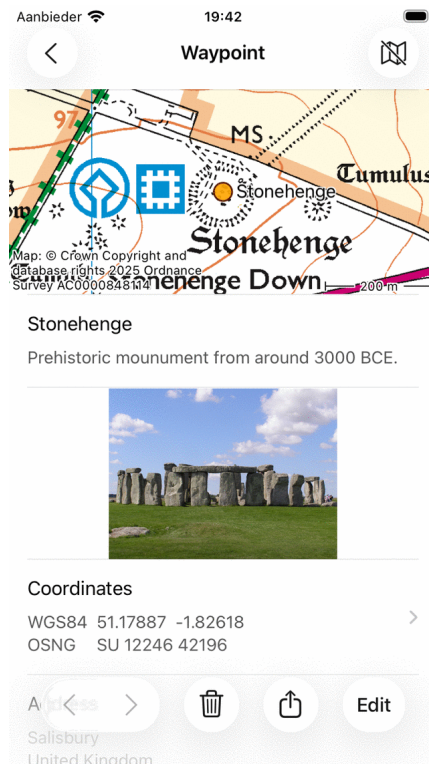 Aanbieder 19:42
Waypoint
97
MS.
Tumulus
Stonehenge
ow
Stonehenge
Map: © Crown Copyright and
database rights 2025 Ordnance
Survey AC0000848114
Stonehenge Down
200 m
Stonehenge
Prehistoric mounument from around 3000 BCE.
Coordinates
WGS84 51.17887 -1.82618
OSNG SU 12246 42196
Address
Edit
Salisbury
United Kingdom